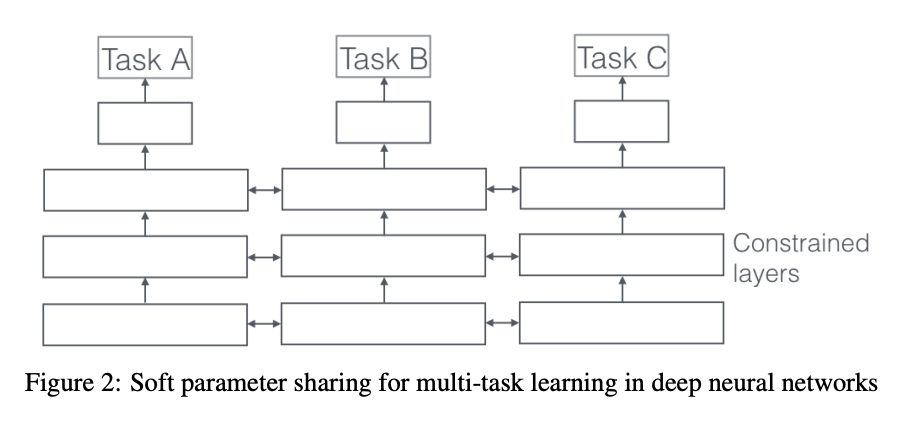 Task A
Task B
Task C
Constrained
layers
Figure 2: Soft parameter sharing for multi-task learning in deep neural networks